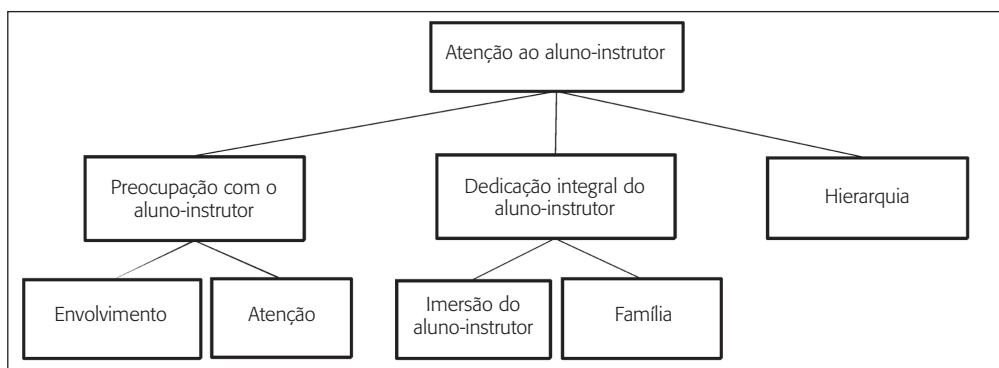 Atenção ao aluno-instrutor
Preocupação com o
aluno-instrutor
Dedicação integral do
aluno-instrutor
Hierarquia
Envolvimento
Atenção
Imersão do
aluno-instrutor
Família